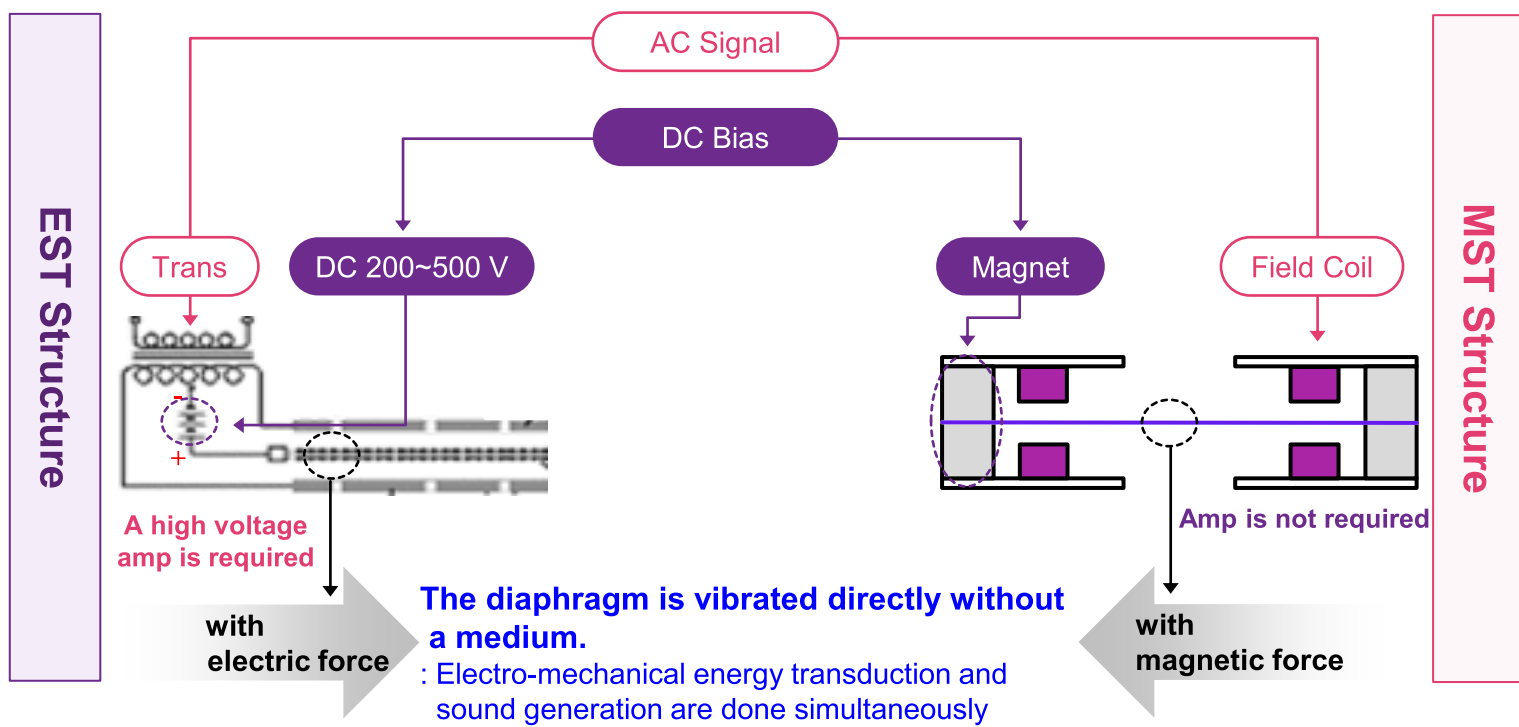 AC Signal
DC Bias
EST Structure
MST Structure
Trans
DC 200~500 V
Magnet
Field Coil
-
+
A high voltage
amp is required
Amp is not required
with
electric force
The diaphragm is vibrated directly without
a medium.
: Electro-mechanical energy transduction and
sound generation are done simultaneously
with
magnetic force